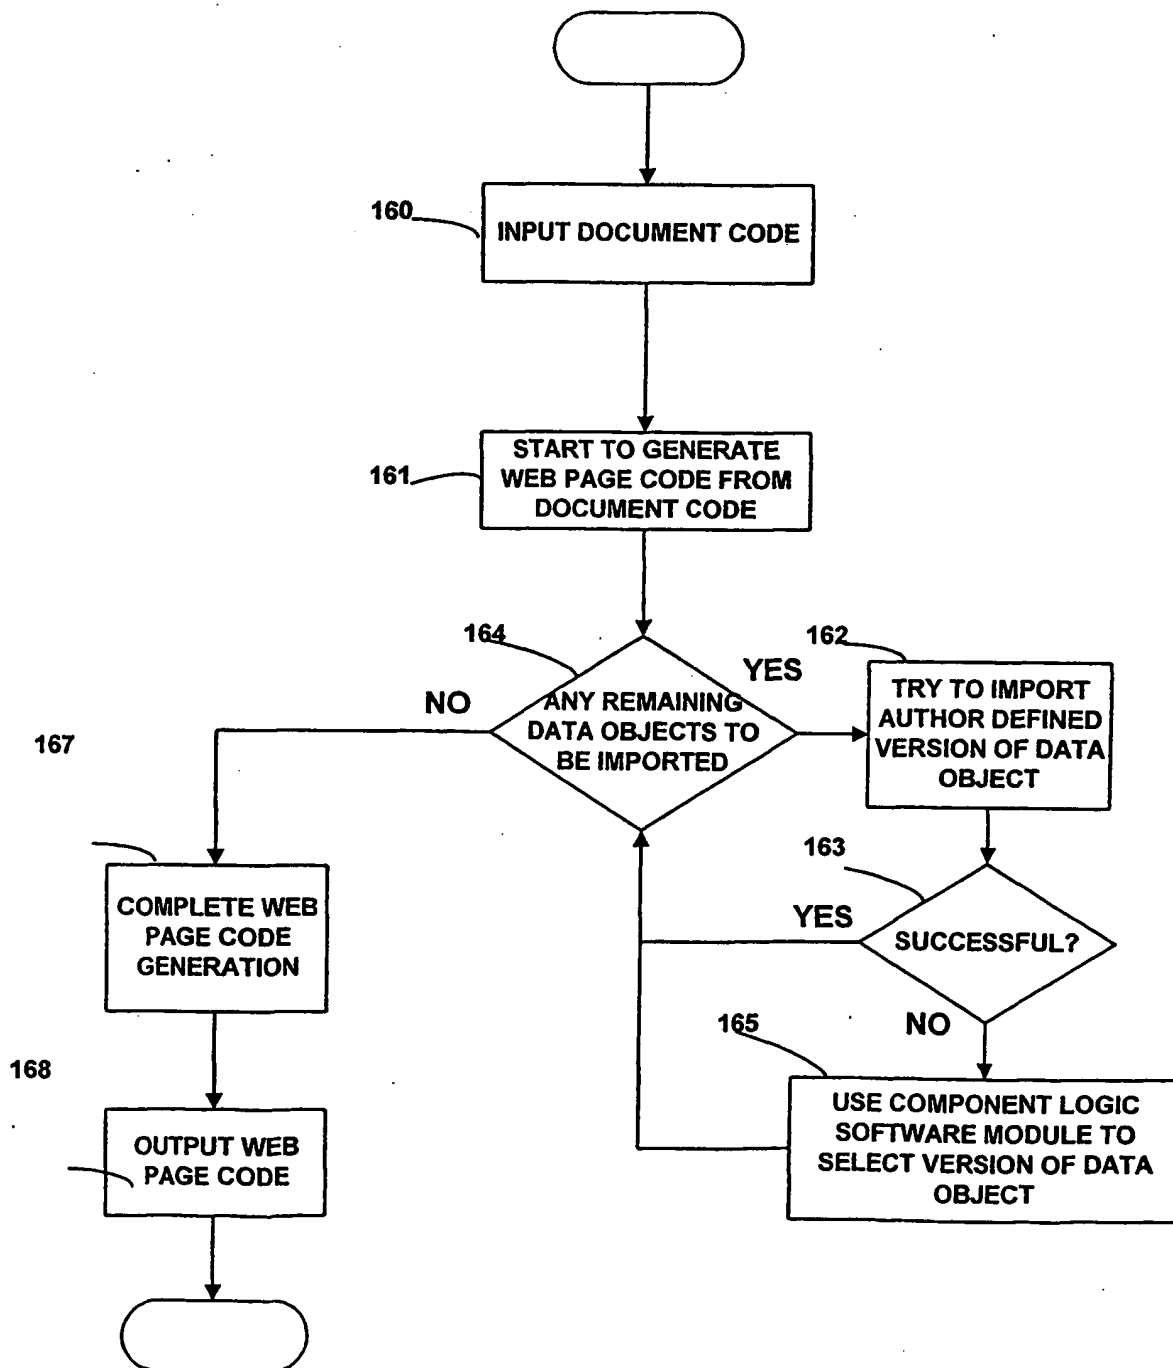 160
INPUT DOCUMENT CODE
161
START TO GENERATE
WEB PAGE CODE FROM
DOCUMENT CODE
164
162
YES
NO
ANY REMAINING
DATA OBJECTS TO
BE IMPORTED
TRY TO IMPORT
AUTHOR DEFINED
VERSION OF DATA
OBJECT
167
163
COMPLETE WEB
PAGE CODE
GENERATION
YES
SUCCESSFUL?
NO
165
168
OUTPUT WEB
PAGE CODE
USE COMPONENT LOGIC
SOFTWARE MODULE TO
SELECT VERSION OF DATA
OBJECT